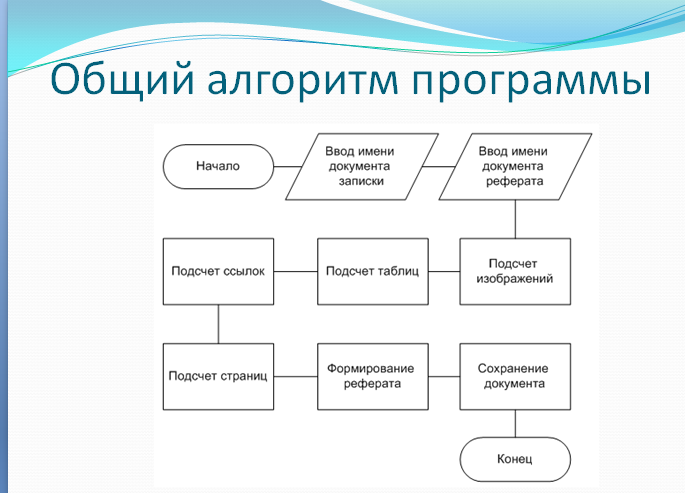 Общий алгоритм программы
Начало
Ввод имени
документа
записки
Ввод имени
документа
реферата
Подсчет
изображений
Подсчет таблиц
Подсчет ссылок
Подсчет страниц
Формирование
реферата
Сохранение
документа
Конец